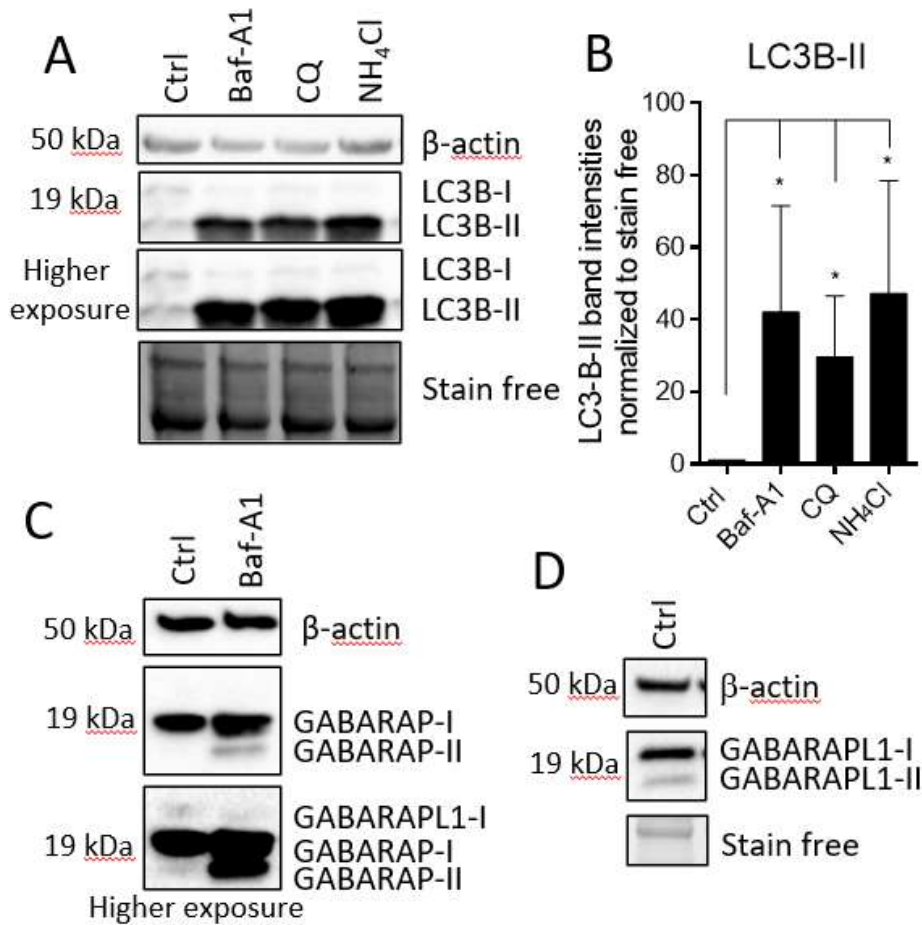 A
Ctrl
Baf-A1
CQ
NH₄Cl
50 kDa
β-actin
19 kDa
LC3B-I
LC3B-II
Higher
exposure
LC3B-I
LC3B-II
Stain free
B
LC3B-II
LC3-B-II band intensities
normalized to stain free
100
80
60
40
20
0
*
*
*
Ctrl
Baf-A1
CQ
NH₄Cl
C
Ctrl
Baf-A1
50 kDa
β-actin
19 kDa
GABARAP-I
GABARAP-II
19 kDa
GABARAPL1-I
GABARAP-I
GABARAP-II
Higher exposure
D
Ctrl
50 kDa
β-actin
19 kDa
GABARAPL1-I
GABARAPL1-II
Stain free